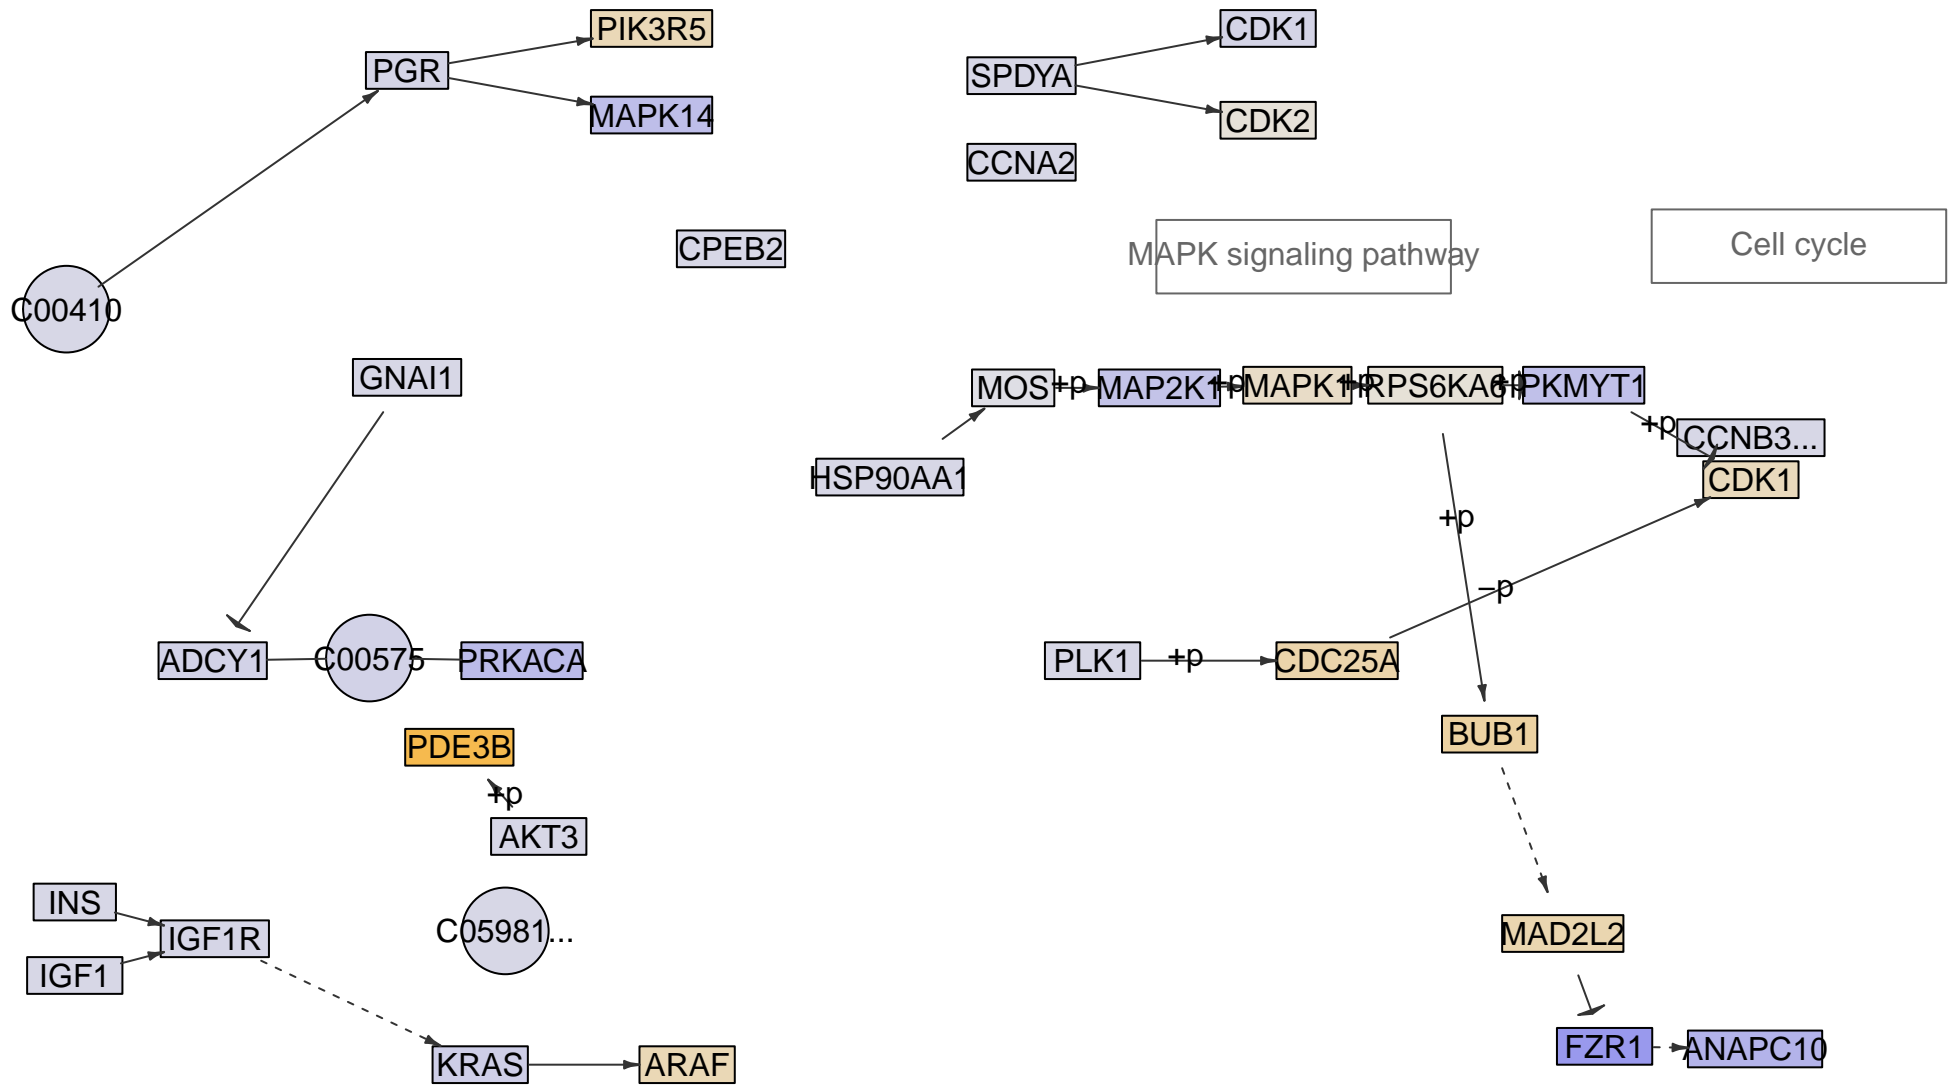 PIK3R5
CDK1
PGR
SPDYA
MAPK14
CDK2
CCNA2
CPEB2
MAPK signaling pathway
Cell cycle
C00410
GNAI1
MOS
+p
MAP2K1
+p
MAPK1
+p
RPS6KA6
+p
PKMYT1
+p
CCNB3...
HSP90AA1
CDK1
+p
−p
ADCY1
C00575
PRKACA
PLK1
+p
CDC25A
BUB1
PDE3B
+p
AKT3
INS
IGF1R
C05981...
MAD2L2
IGF1
KRAS
ARAF
FZR1
ANAPC10